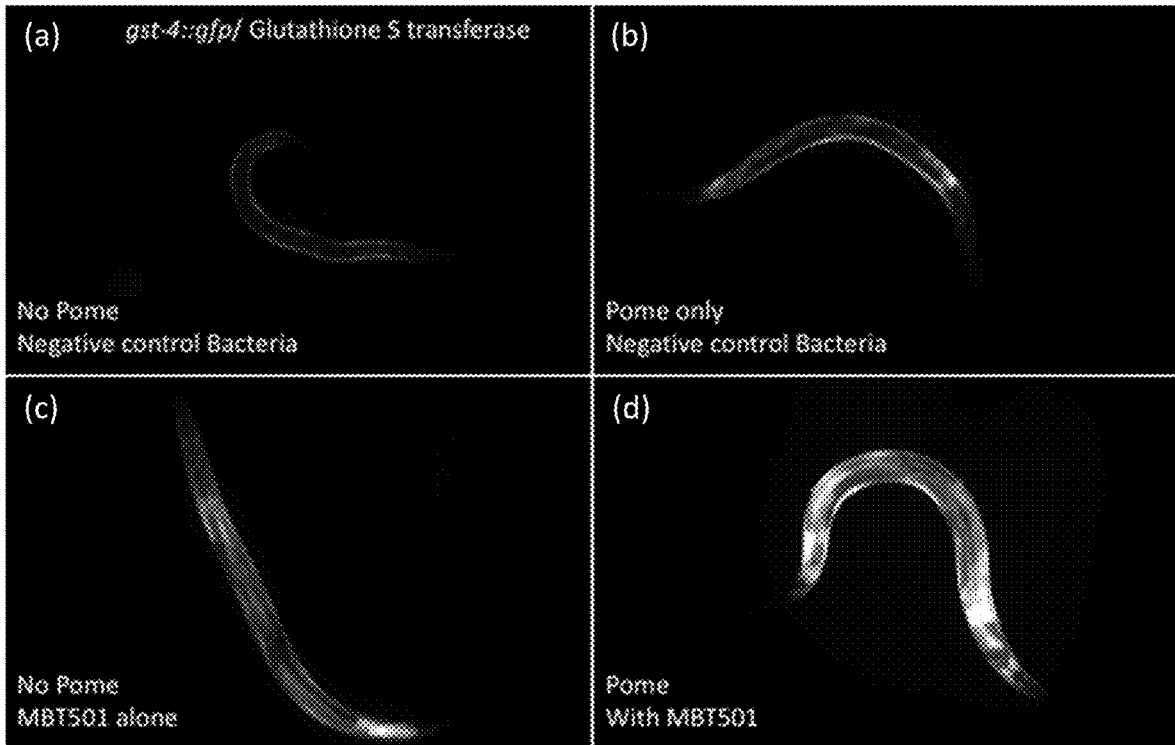 (a)
gst-4::gfp/ Glutathione S transferase
No Pome
Negative control Bacteria
(b)
Pome only
Negative control Bacteria
(c)
No Pome
MBT501 alone
(d)
Pome
With MBT501